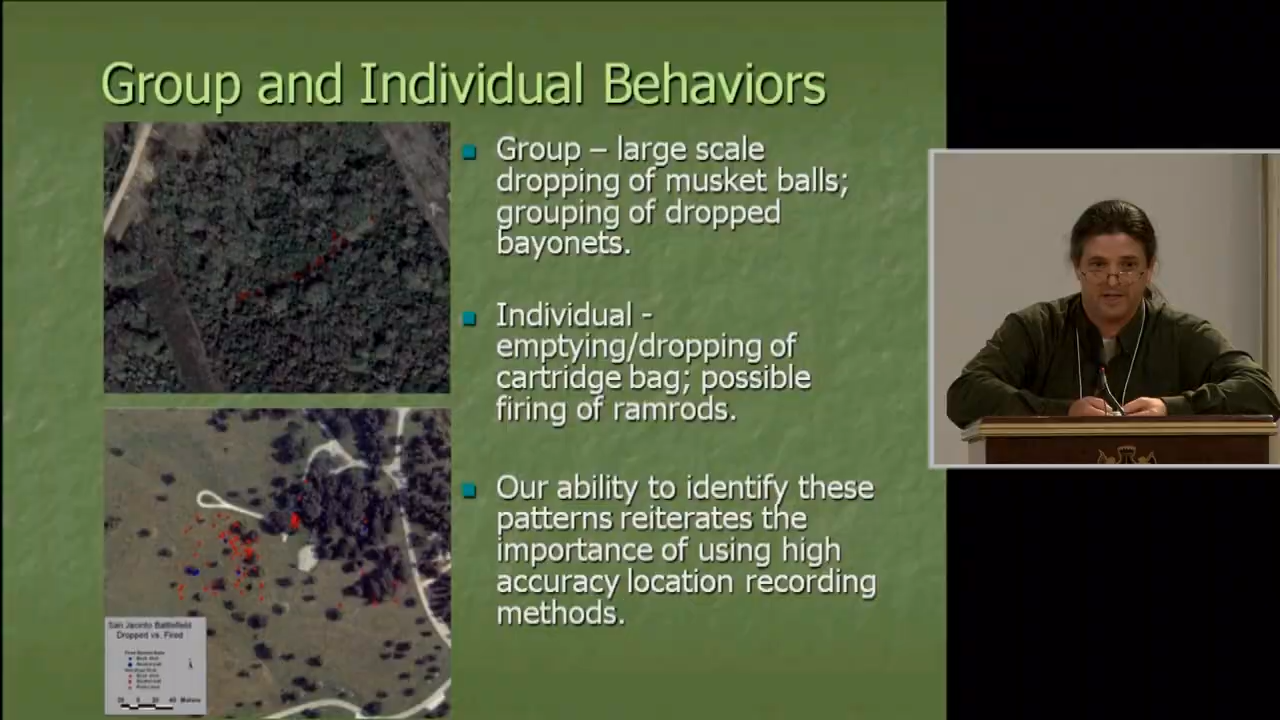 Group and Individual Behaviors
Group – large scale
dropping of musket balls;
grouping of dropped
bayonets.
Individual -
emptying/dropping of
cartridge bag; possible
firing of ramrods.
Our ability to identify these
patterns reiterates the
importance of using high
accuracy location recording
methods.
San Jacinto Battlefield
Dropped vs. Fired
Meters